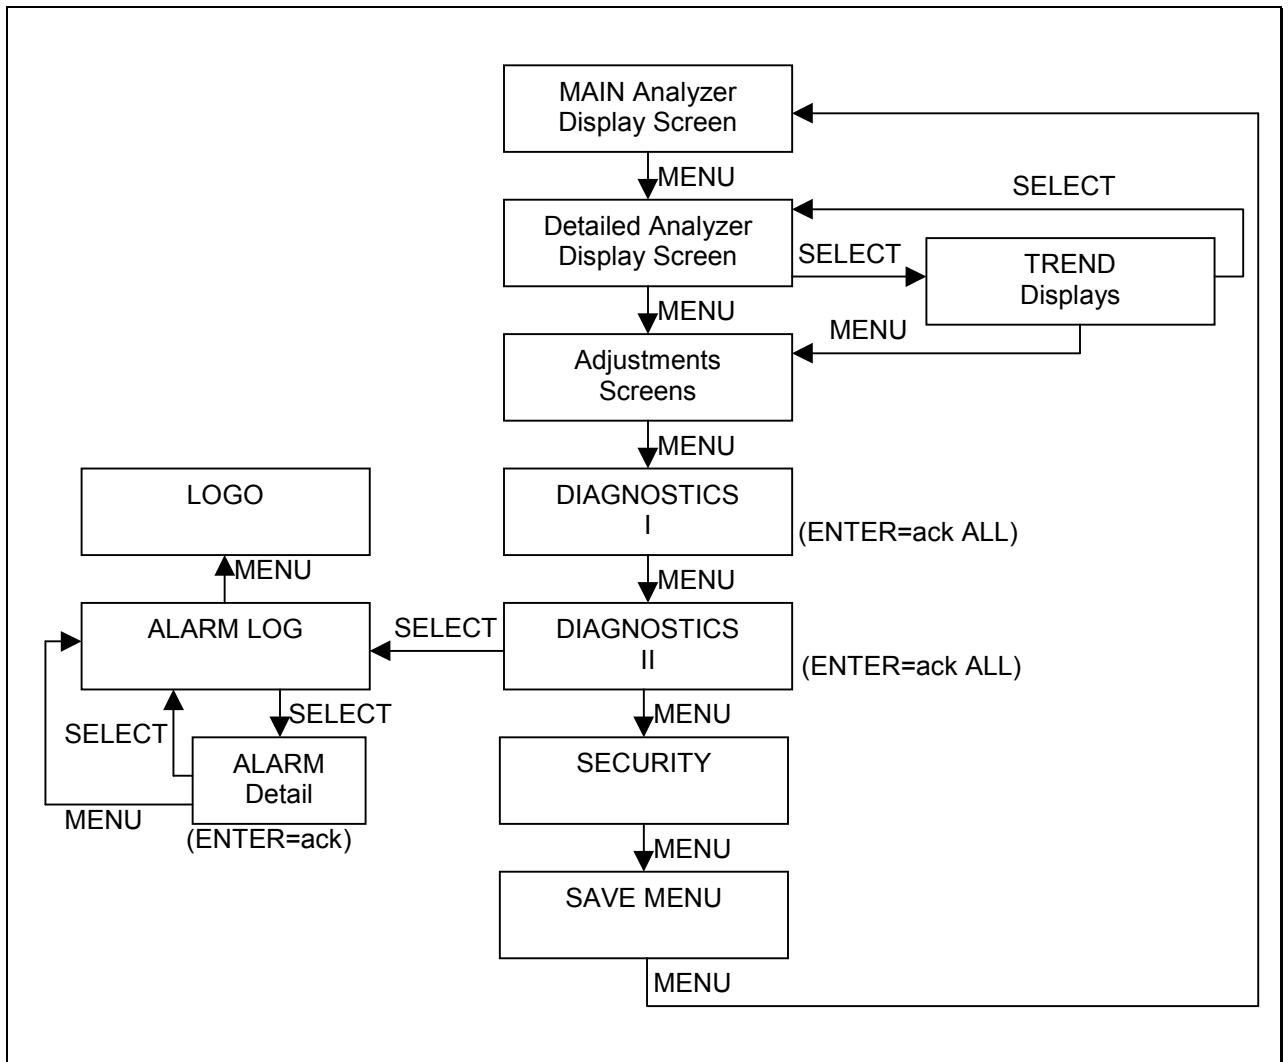 MAIN Analyzer
Display Screen
MENU
SELECT
Detailed Analyzer
Display Screen
SELECT
TREND
Displays
MENU
MENU
Adjustments
Screens
MENU
LOGO
DIAGNOSTICS
I
(ENTER=ack ALL)
MENU
MENU
ALARM LOG
SELECT
DIAGNOSTICS
II
(ENTER=ack ALL)
SELECT
MENU
SELECT
ALARM
Detail
SECURITY
MENU
(ENTER=ack)
MENU
SAVE MENU
MENU